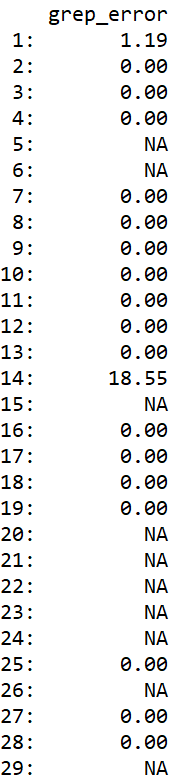 grep_error
1: 1.19
2: 0.00
3: 0.00
4: 0.00
5: NA
6: NA
7: 0.00
8: 0.00
9: 0.00
10: 0.00
11: 0.00
12: 0.00
13: 0.00
14: 18.55
15: NA
16: 0.00
17: 0.00
18: 0.00
19: 0.00
20: NA
21: NA
22: NA
23: NA
24: NA
25: 0.00
26: NA
27: 0.00
28: 0.00
29: NA